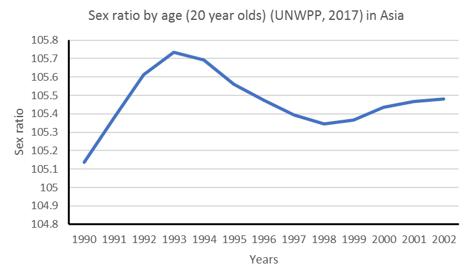 Sex ratio by age (20 year olds) (UNWPP, 2017) in Asia
105.8
105.7
105.6
105.5
105.4
105.3
105.2
105.1
105
104.9
104.8
Sex ratio
1990 1991 1992 1993 1994 1995 1996 1997 1998 1999 2000 2001 2002
Years